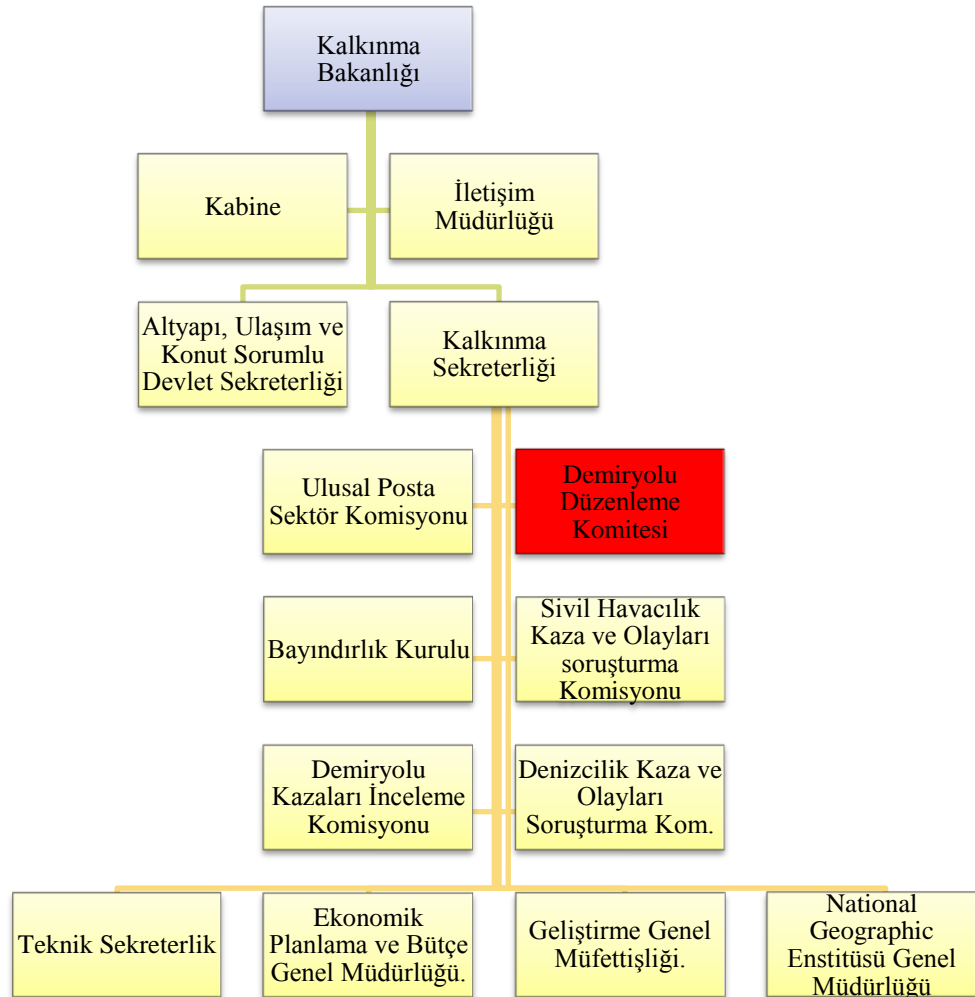 Kalkınma
Bakanlığı
Kabine
İletişim
Müdürlüğü
Altyapı, Ulaşım ve
Konut Sorumlu
Devlet Sekreterliği
Kalkınma
Sekreterliği
Ulusal Posta
Sektör Komisyonu
Demiryolu
Düzenleme
Komitesi
Bayındırlık Kurulu
Sivil Havacılık
Kaza ve Olayları
soruşturma
Komisyonu
Demiryolu
Kazaları İnceleme
Komisyonu
Denizcilik Kaza ve
Olayları
Soruşturma Kom.
Teknik Sekreterlik
Ekonomik
Planlama ve Bütçe
Genel Müdürlüğü.
Geliştirme Genel
Müfettişliği.
National
Geographic
Enstitüsü Genel
Müdürlüğü